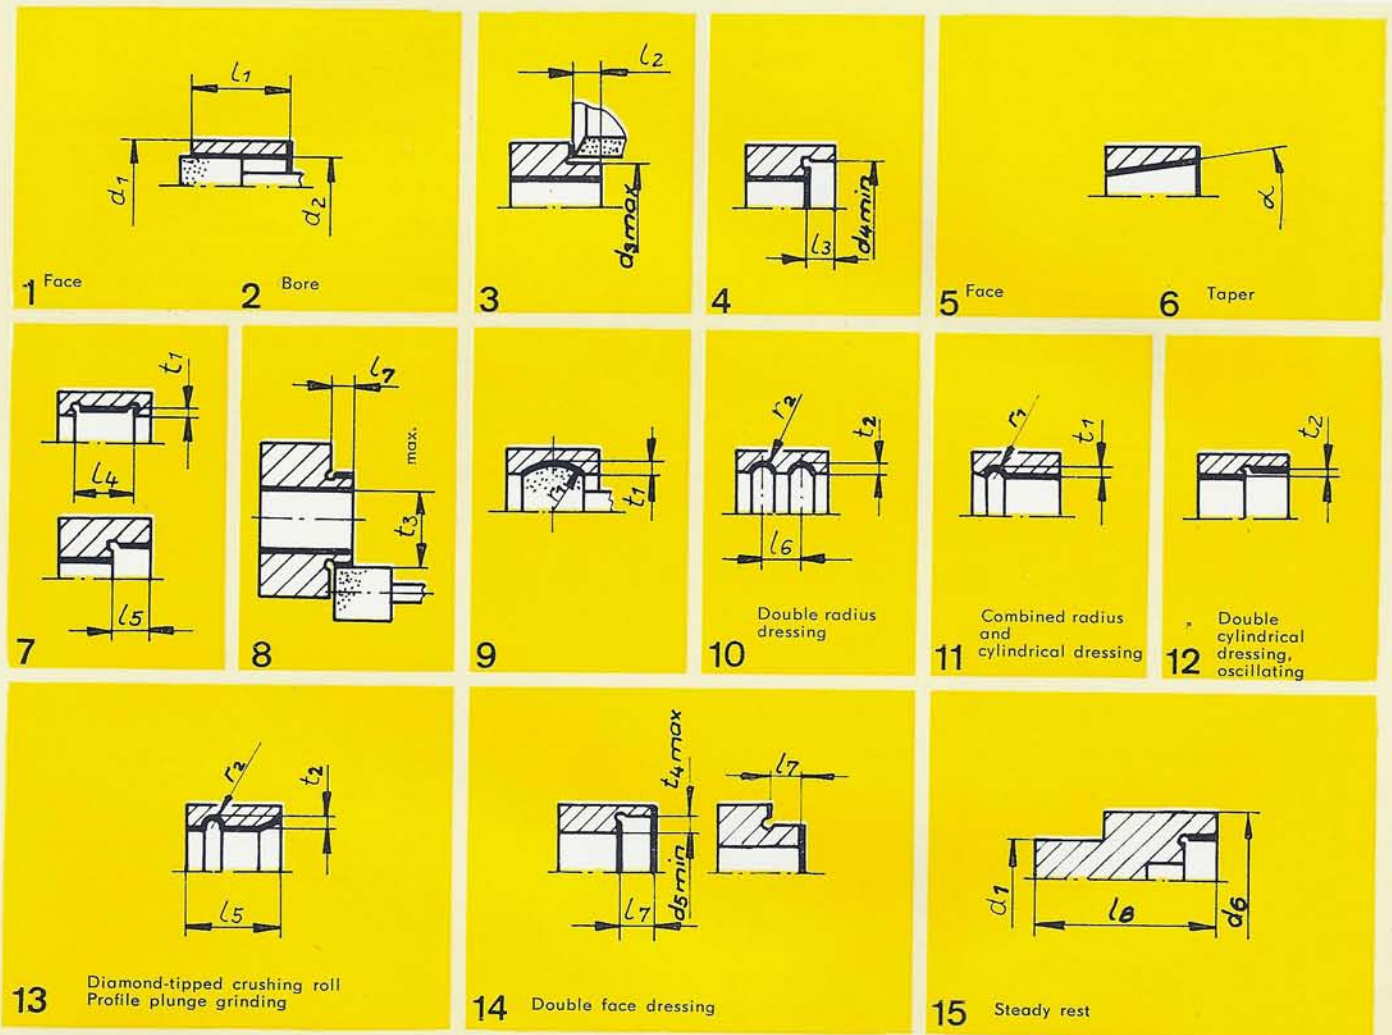 l1
d1
d2
1 Face
2 Bore
l2
d3max
3
l3
d4min
4
α
5 Face
6 Taper
t1
l4
l5
7
l7
max.
t3
8
r1
t1
9
r2
t2
l6
Double radius
dressing
10
r1
t1
Combined radius
and
cylindrical dressing
11
t2
Double
cylindrical
dressing,
oscillating
12
r2
t2
l5
Diamond-tipped crushing roll
Profile plunge grinding
13
t4max
l7
d5min
l7
14 Double face dressing
d1
l8
d6
15 Steady rest